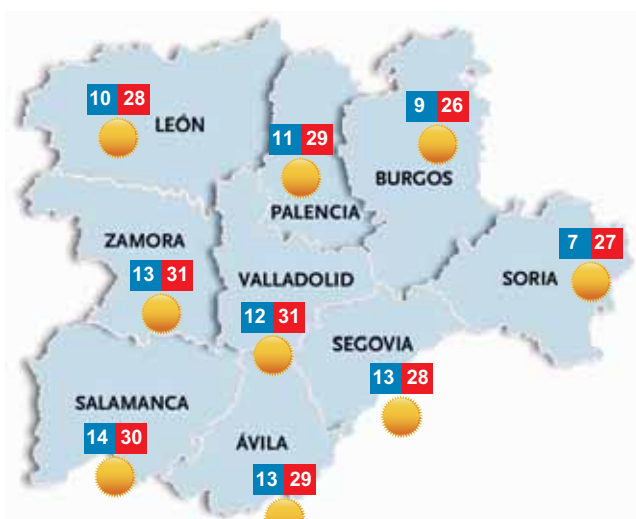 10 28
LEÓN
9 26
BURGOS
11 29
PALENCIA
ZAMORA
13 31
7 27
SORIA
VALLADOLID
12 31
SEGOVIA
13 28
SALAMANCA
14 30
ÁVILA
13 29